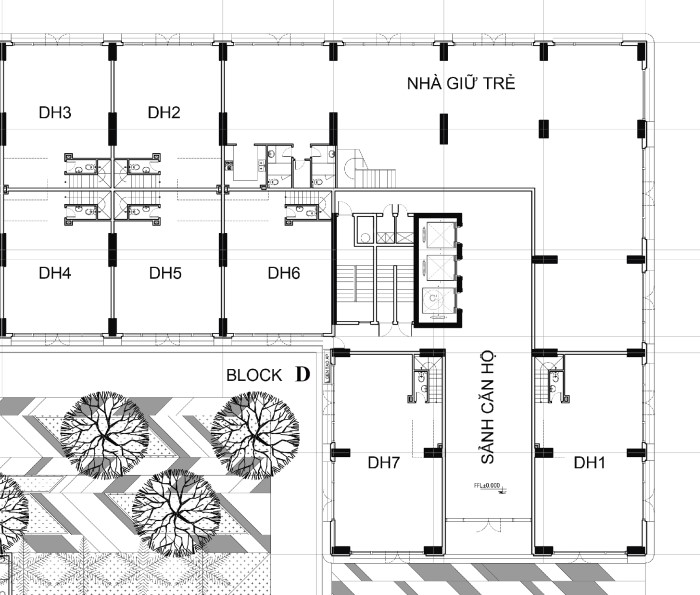 NHÀ GIỮ TRẺ
DH3
DH2
DH4
DH5
DH6
BLOCK D
SẢNH CĂN HỘ
DH7
DH1
FFL±0.000